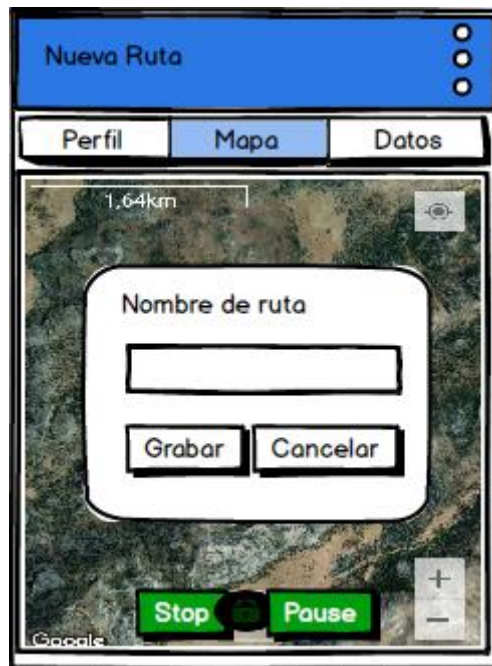 Nueva Ruta
Perfil Mapa Datos
1,64km
Nombre de ruta
Grabar Cancelar
+
Stop Pause
−
Google